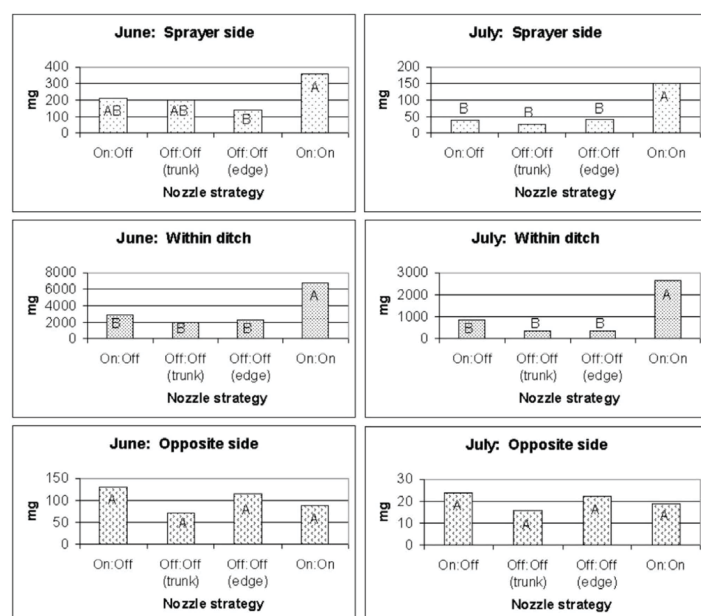 June: Sprayer side
400
300
200
100
0
mg
AB
AB
B
A
On:Off
Off:Off
(trunk)
Off:Off
(edge)
On:On
Nozzle strategy
July: Sprayer side
200
150
100
50
0
mg
B
B
B
A
On:Off
Off:Off
(trunk)
Off:Off
(edge)
On:On
Nozzle strategy
June: Within ditch
8000
6000
4000
2000
0
mg
B
B
B
A
On:Off
Off:Off
(trunk)
Off:Off
(edge)
On:On
Nozzle strategy
July: Within ditch
3000
2000
1000
0
mg
B
B
B
A
On:Off
Off:Off
(trunk)
Off:Off
(edge)
On:On
Nozzle strategy
June: Opposite side
150
100
50
0
mg
A
A
A
A
On:Off
Off:Off
(trunk)
Off:Off
(edge)
On:On
Nozzle strategy
July: Opposite side
30
20
10
0
mg
A
A
A
A
On:Off
Off:Off
(trunk)
Off:Off
(edge)
On:On
Nozzle strategy